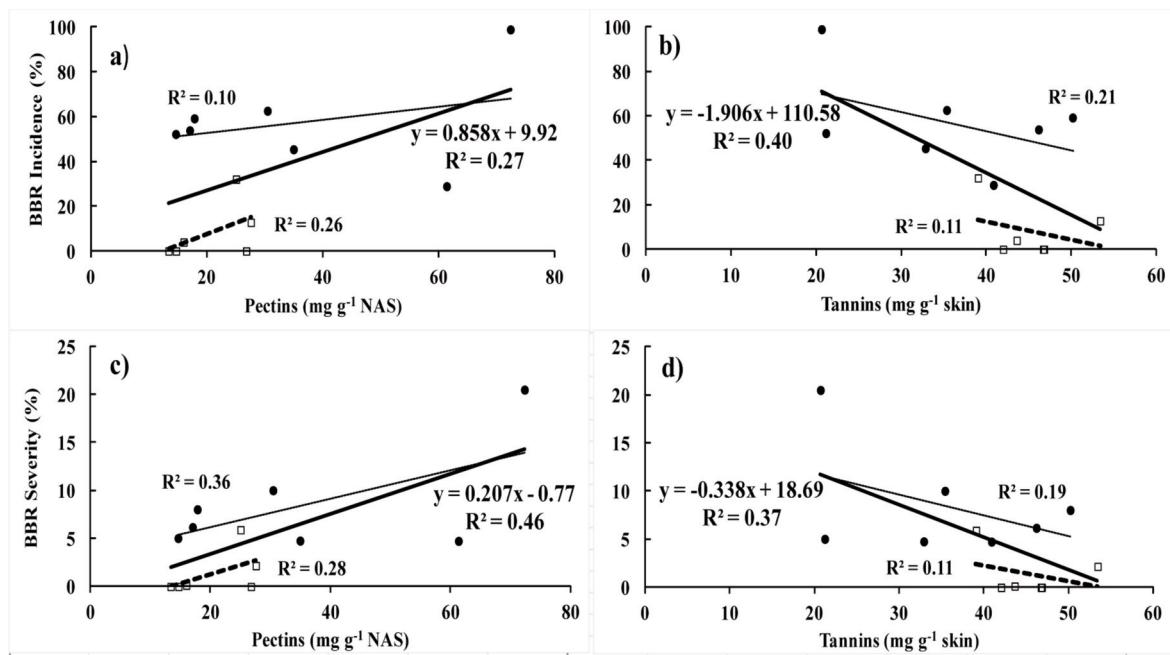 a)
BBR Incidence (%)
100
80
60
40
20
0
R² = 0.10
y = 0.858x + 9.92
R² = 0.27
R² = 0.26
0 20 40 60 80
Pectins (mg g⁻¹ NAS)
b)
100
80
60
40
20
0
y = -1.906x + 110.58
R² = 0.40
R² = 0.21
R² = 0.11
0 10 20 30 40 50 60
Tannins (mg g⁻¹ skin)
c)
BBR Severity (%)
25
20
15
10
5
0
R² = 0.36
y = 0.207x - 0.77
R² = 0.46
R² = 0.28
0 20 40 60 80
Pectins (mg g⁻¹ NAS)
d)
25
20
15
10
5
0
y = -0.338x + 18.69
R² = 0.37
R² = 0.19
R² = 0.11
0 10 20 30 40 50 60
Tannins (mg g⁻¹ skin)